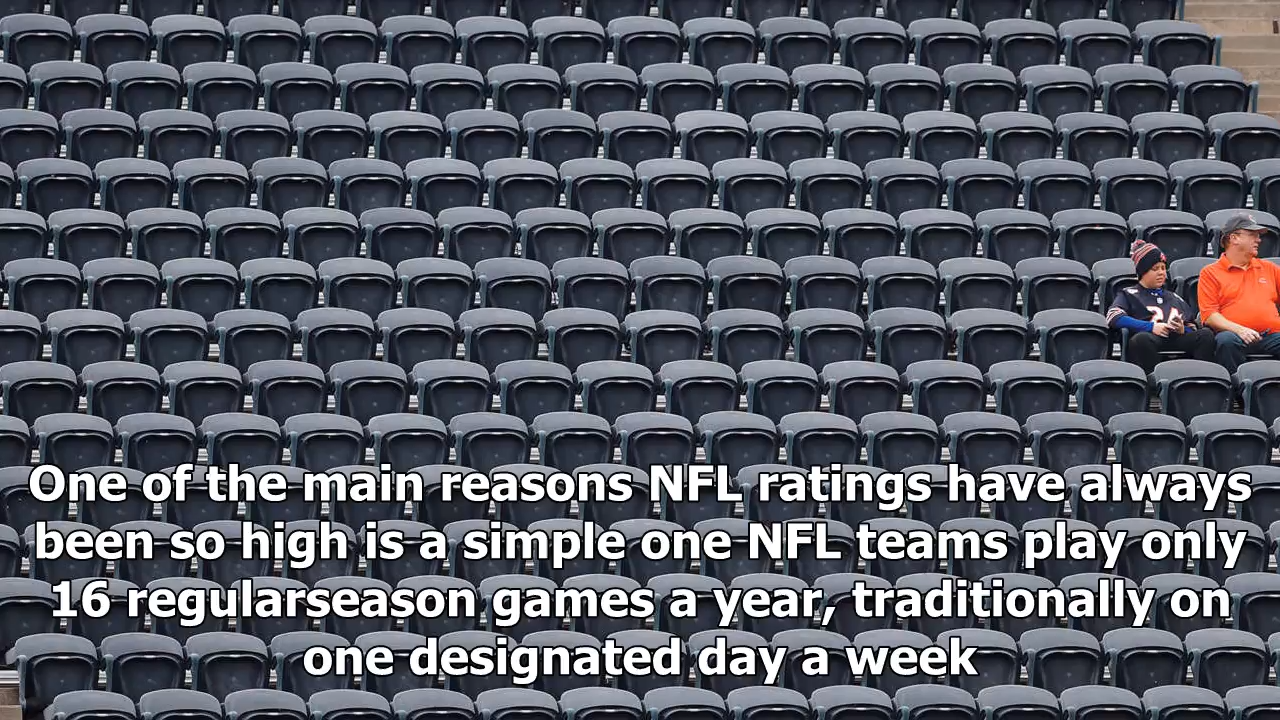 One of the main reasons NFL ratings have always
been so high is a simple one NFL teams play only
16 regularseason games a year, traditionally on
one designated day a week